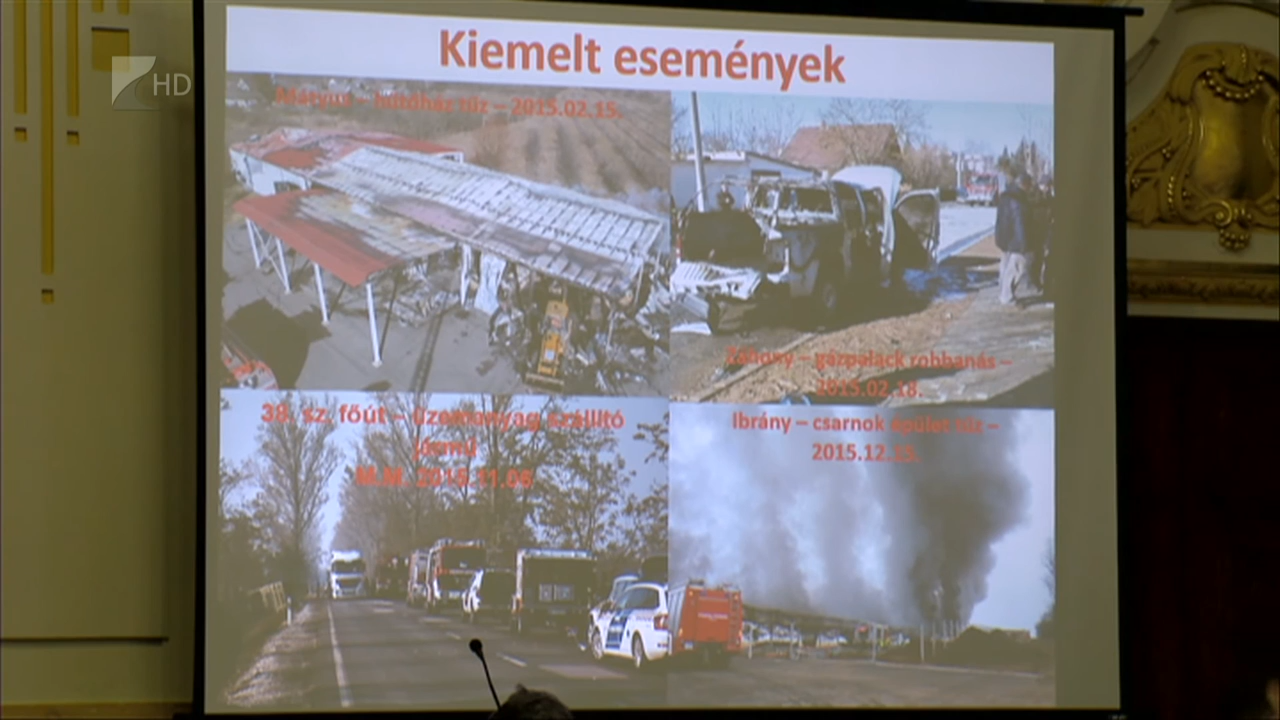 HD
Kiemelt események
Mátyus – hűtőház tűz – 2015.02.15.
Záhony – gázpalack robbanás –
2015.02.18.
38. sz. főút – üzemanyag szállító
jármű
M.M. 2015.11.06
Ibrány – csarnok épület tűz –
2015.12.15.